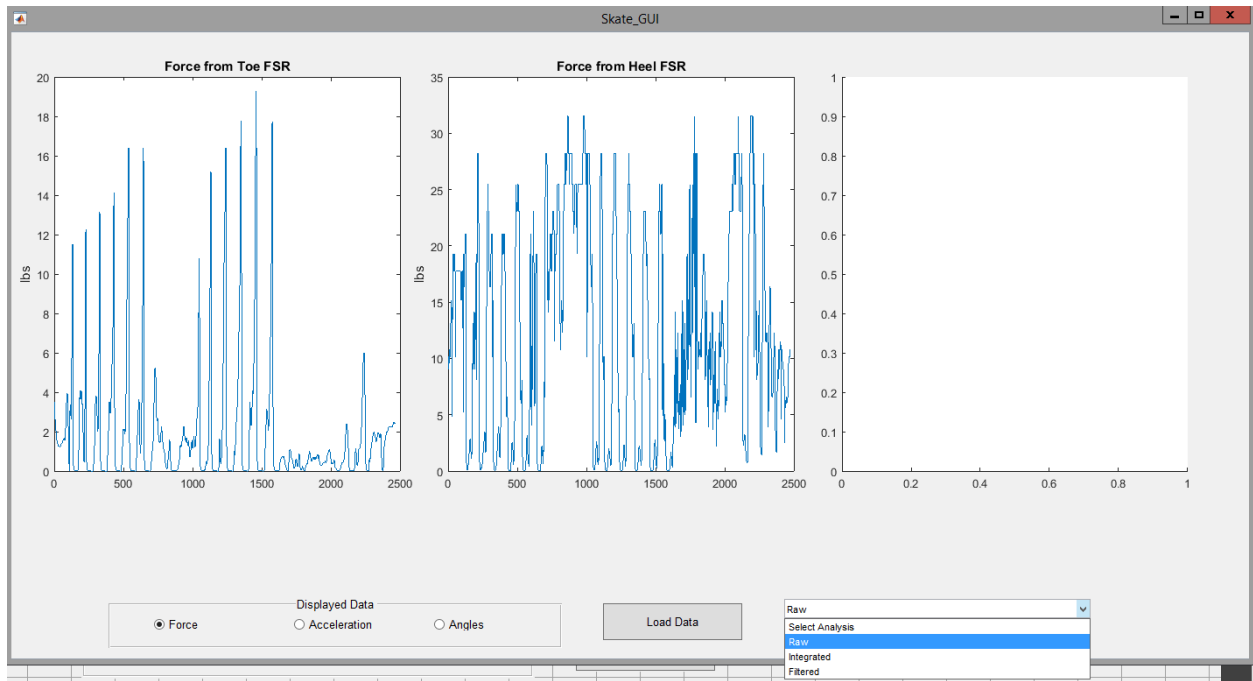 Skate_GUI
Force from Toe FSR
20
18
16
14
12
10
8
6
4
2
0
lbs
0 500 1000 1500 2000 2500
Force from Heel FSR
35
30
25
20
15
10
5
0
lbs
0 500 1000 1500 2000 2500
1
0.9
0.8
0.7
0.6
0.5
0.4
0.3
0.2
0.1
0
0 0.2 0.4 0.6 0.8 1
Displayed Data
Force Acceleration Angles
Load Data
Raw
Select Analysis
Raw
Integrated
Filtered